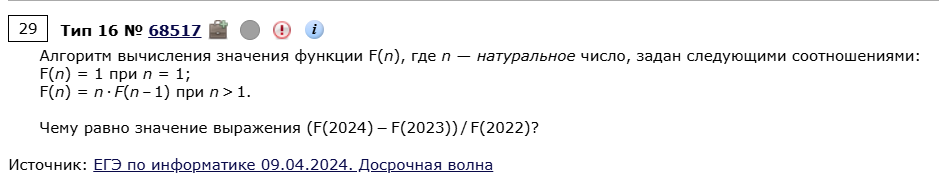 29 Тип 16 № 68517 i
Алгоритм вычисления значения функции F(n), где n — натуральное число, задан следующими соотношениями:
F(n) = 1 при n = 1;
F(n) = n · F(n – 1) при n > 1.
Чему равно значение выражения (F(2024) – F(2023)) / F(2022)?
Источник: ЕГЭ по информатике 09.04.2024. Досрочная волна